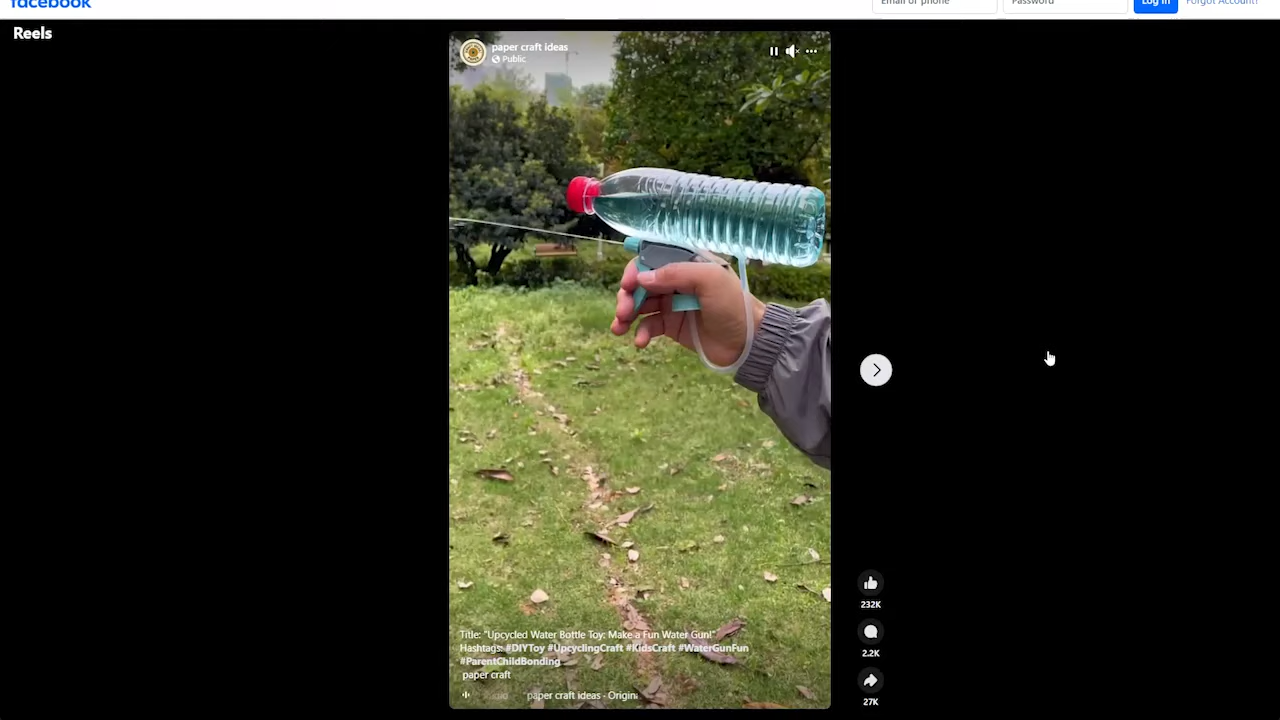 facebook
Email or phone
Password
Log In
Forgot Account?
Reels
paper craft ideas
Public
232K
2.2K
27K
Title: "Upcycled Water Bottle Toy: Make a Fun Water Gun!"
Hashtags: #DIYToy #UpcyclingCraft #KidsCraft #WaterGunFun
#ParentChildBonding
paper craft
paper craft ideas · Origina